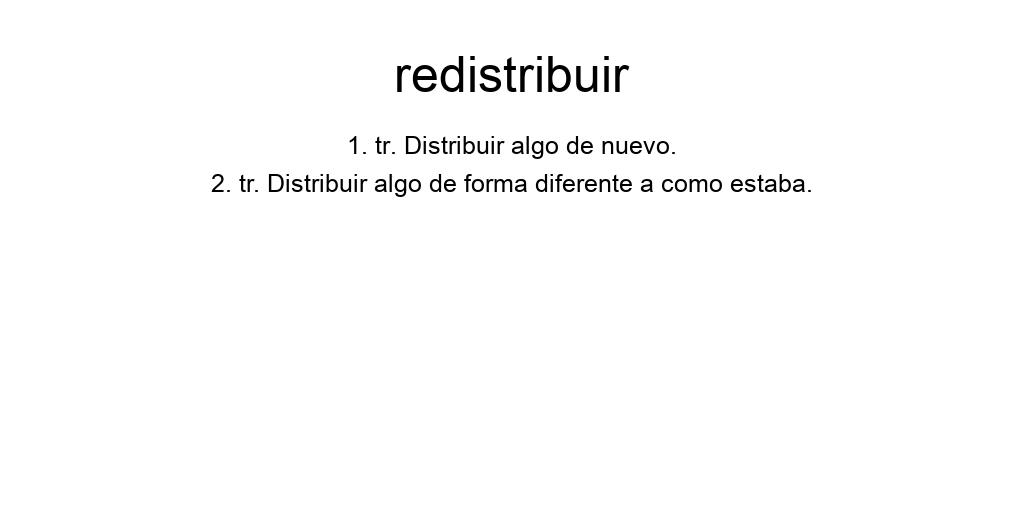 redistribuir
1. tr. Distribuir algo de nuevo.
2. tr. Distribuir algo de forma diferente a como estaba.